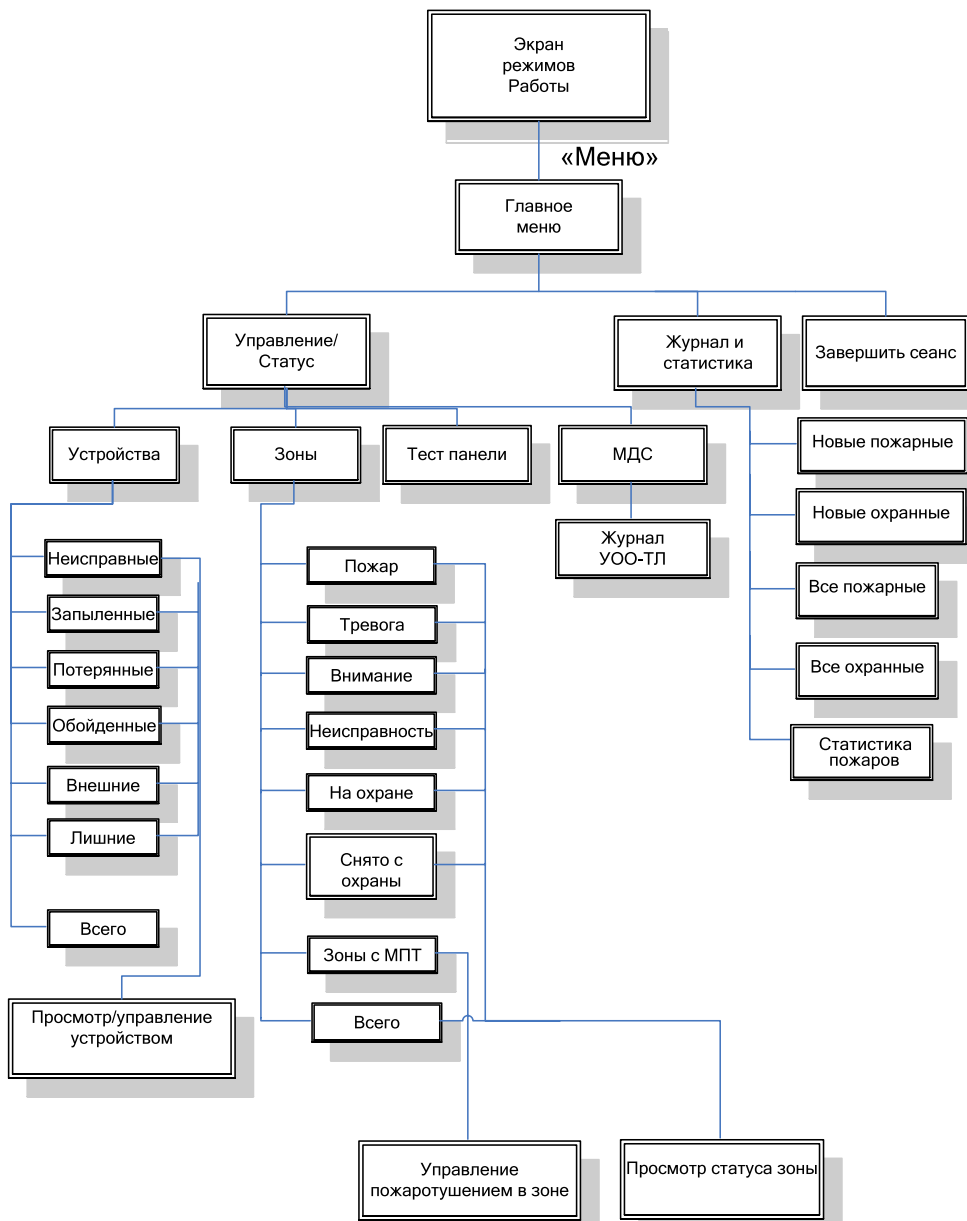 Экран
режимов
Работы
«Меню»
Главное
меню
Управление/
Статус
Журнал и
статистика
Завершить сеанс
Устройства
Зоны
Тест панели
МДС
Новые пожарные
Новые охранные
Журнал
УОО-ТЛ
Все пожарные
Все охранные
Статистика
пожаров
Неисправные
Запыленные
Потерянные
Обойденные
Внешние
Лишние
Всего
Просмотр/управление
устройством
Пожар
Тревога
Внимание
Неисправность
На охране
Снято с
охраны
Зоны с МПТ
Всего
Управление
пожаротушением в зоне
Просмотр статуса зоны